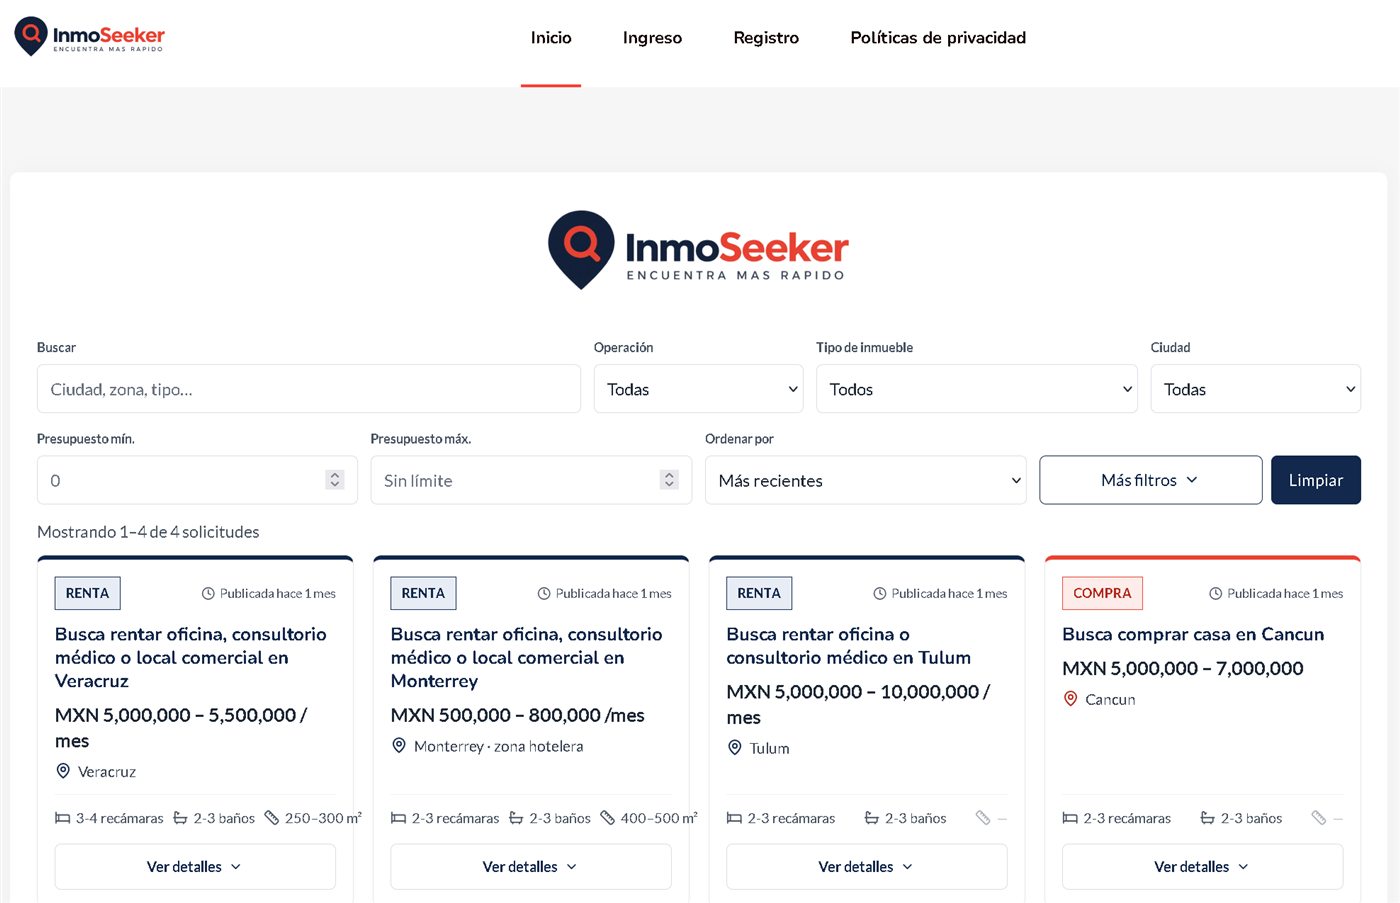 InmoSeeker
ENCUENTRA MAS RAPIDO
Inicio
Ingreso
Registro
Políticas de privacidad
InmoSeeker
ENCUENTRA MAS RAPIDO
Buscar
Operación
Tipo de inmueble
Ciudad
Ciudad, zona, tipo...
Todas
Todos
Todas
Presupuesto mín.
Presupuesto máx.
Ordenar por
0
Sin límite
Más recientes
Más filtros
Limpiar
Mostrando 1–4 de 4 solicitudes
RENTA
Publicada hace 1 mes
Busca rentar oficina, consultorio
médico o local comercial en
Veracruz
MXN 5,000,000 – 5,500,000 /
mes
Veracruz
3-4 recámaras
2-3 baños
250–300 m²
Ver detalles
RENTA
Publicada hace 1 mes
Busca rentar oficina, consultorio
médico o local comercial en
Monterrey
MXN 500,000 – 800,000 /mes
Monterrey · zona hotelera
2-3 recámaras
2-3 baños
400–500 m²
Ver detalles
RENTA
Publicada hace 1 mes
Busca rentar oficina o
consultorio médico en Tulum
MXN 5,000,000 – 10,000,000 /
mes
Tulum
2-3 recámaras
2-3 baños
—
Ver detalles
COMPRA
Publicada hace 1 mes
Busca comprar casa en Cancun
MXN 5,000,000 – 7,000,000
Cancun
2-3 recámaras
2-3 baños
—
Ver detalles